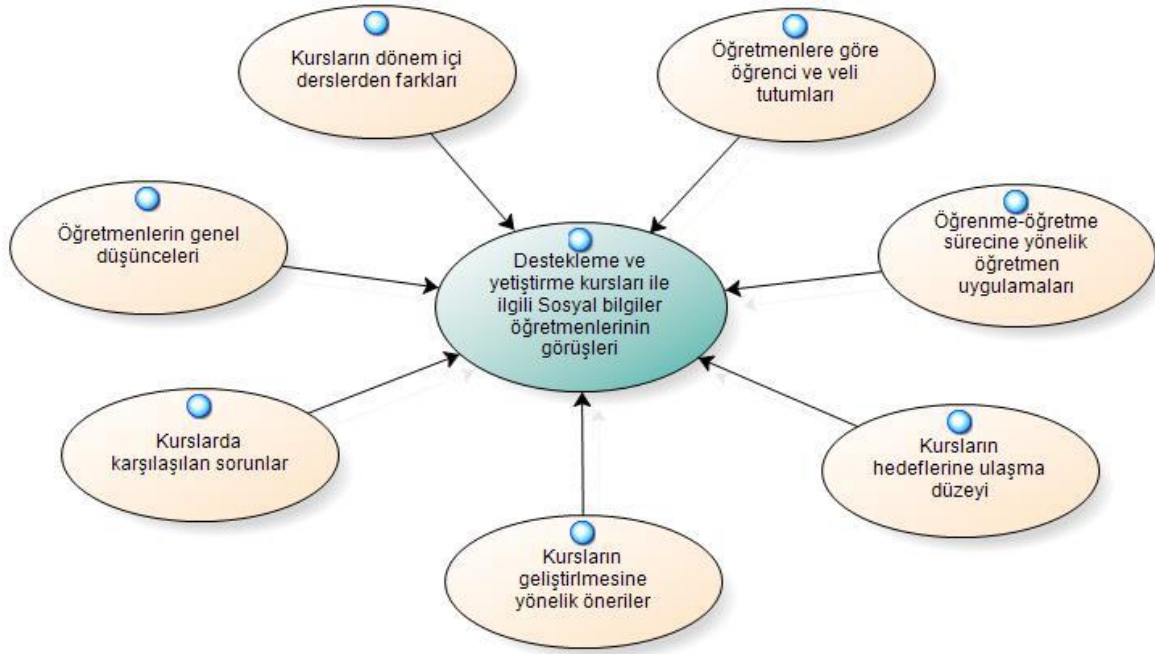 Kursların dönem içi
derslerden farkları
Öğretmenlere göre
öğrenci ve veli
tutumları
Öğretmenlerin genel
düşünceleri
Destekleme ve
yetiştirme kursları ile
ilgili Sosyal bilgiler
öğretmenlerinin
görüşleri
Öğrenme-öğretme
sürecine yönelik
öğretmen
uygulamaları
Kurslarda
karşılaşılan sorunlar
Kursların
geliştirlmesine
yönelik öneriler
Kursların
hedeflerine ulaşma
düzeyi